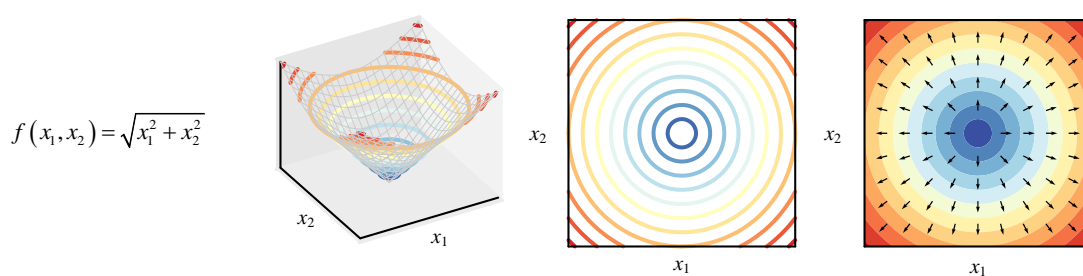 f(x₁, x₂) = √(x₁² + x₂²)
x₂
x₁
x₂
x₁
x₂
x₁